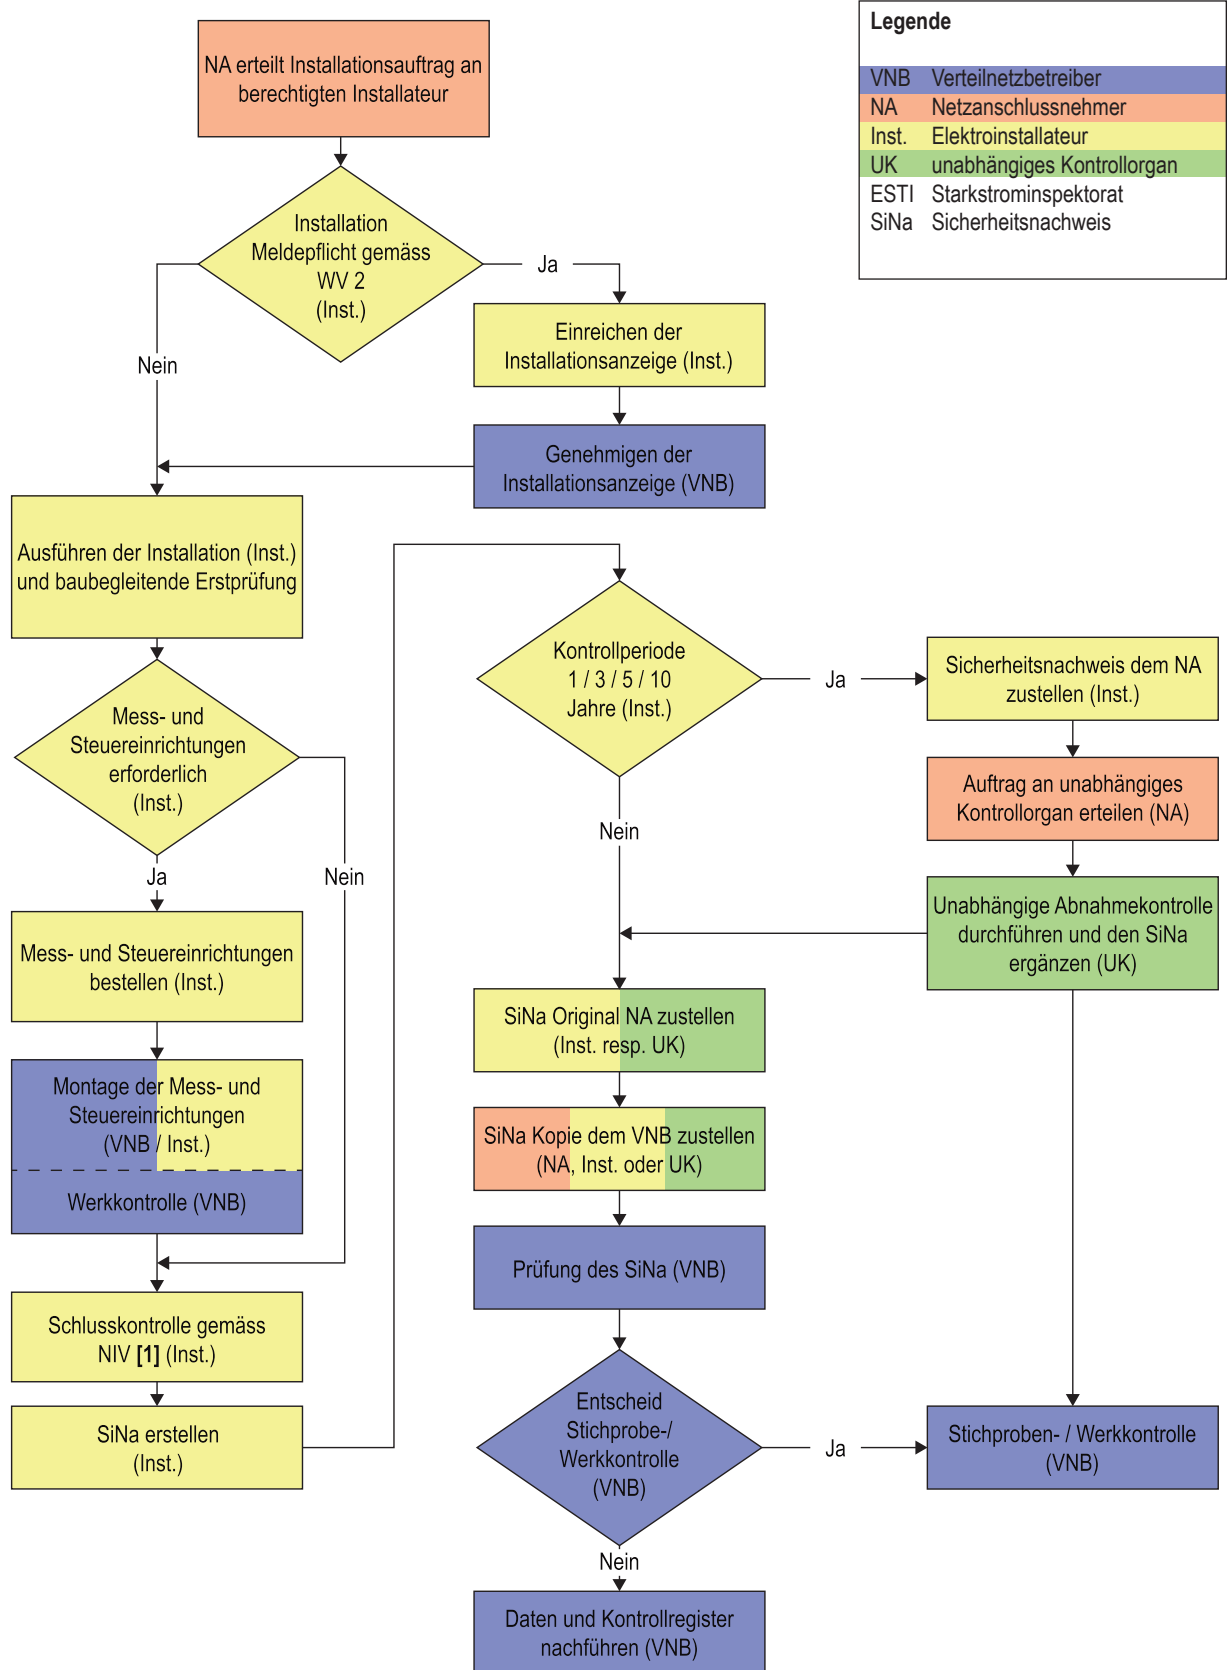 NA erteilt Installationsauftrag an
berechtigten Installateur
Legende
VNB Verteilnetzbetreiber
NA Netzanschlussnehmer
Inst. Elektroinstallateur
UK unabhängiges Kontrollorgan
ESTI Starkstrominspektorat
SiNa Sicherheitsnachweis
Installation
Meldepflicht gemäss
WV 2
(Inst.)
Ja
Nein
Einreichen der
Installationsanzeige (Inst.)
Genehmigen der
Installationsanzeige (VNB)
Ausführen der Installation (Inst.)
und baubegleitende Erstprüfung
Mess- und
Steuereinrichtungen
erforderlich
(Inst.)
Ja
Nein
Mess- und Steuereinrichtungen
bestellen (Inst.)
Montage der Mess- und
Steuereinrichtungen
(VNB / Inst.)
Werkkontrolle (VNB)
Schlusskontrolle gemäss
NIV [1] (Inst.)
SiNa erstellen
(Inst.)
Kontrollperiode
1 / 3 / 5 / 10
Jahre (Inst.)
Ja
Nein
Sicherheitsnachweis dem NA
zustellen (Inst.)
Auftrag an unabhängiges
Kontrollorgan erteilen (NA)
Unabhängige Abnahmekontrolle
durchführen und den SiNa
ergänzen (UK)
SiNa Original NA zustellen
(Inst. resp. UK)
SiNa Kopie dem VNB zustellen
(NA, Inst. oder UK)
Prüfung des SiNa (VNB)
Entscheid
Stichprobe-/
Werkkontrolle
(VNB)
Ja
Stichproben- / Werkkontrolle
(VNB)
Nein
Daten und Kontrollregister
nachführen (VNB)